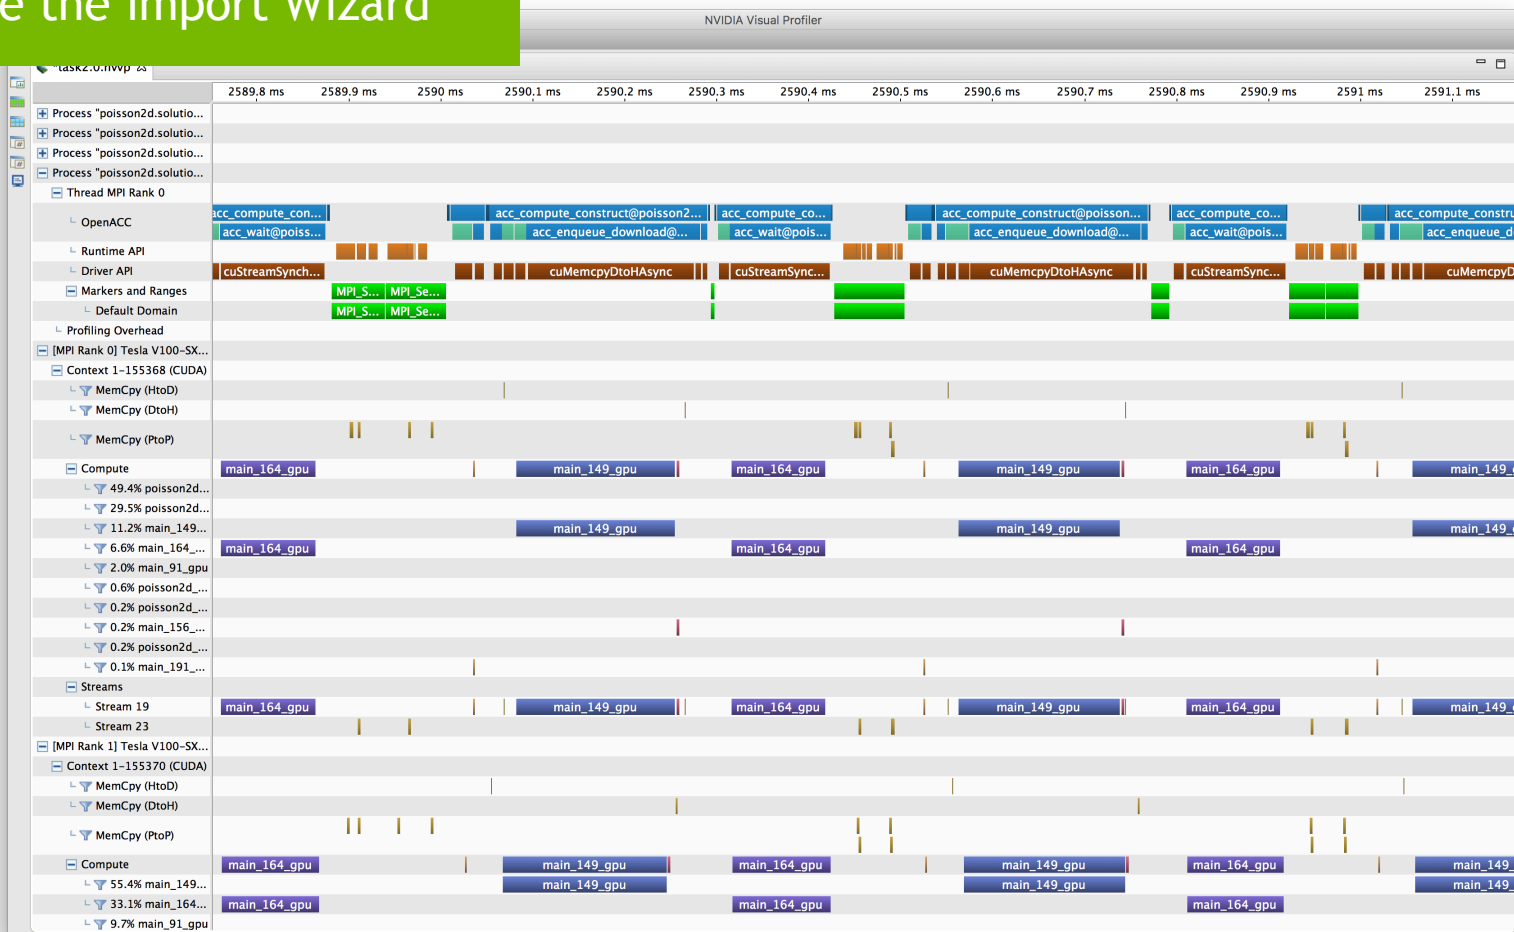 e the Import Wizard
NVIDIA Visual Profiler
*task2.0.nvvp
2589.8 ms 2589.9 ms 2590 ms 2590.1 ms 2590.2 ms 2590.3 ms 2590.4 ms 2590.5 ms 2590.6 ms 2590.7 ms 2590.8 ms 2590.9 ms 2591 ms 2591.1 ms
Process "poisson2d.solutio...
Process "poisson2d.solutio...
Process "poisson2d.solutio...
Process "poisson2d.solutio...
Thread MPI Rank 0
acc_compute_con... acc_compute_construct@poisson2... acc_compute_co... acc_compute_construct@poisson... acc_compute_co... acc_compute_constru
OpenACC
acc_wait@poiss... acc_enqueue_download@... acc_wait@pois... acc_enqueue_download@... acc_wait@pois... acc_enqueue_d
Runtime API
Driver API cuStreamSynch... cuMemcpyDtoHAsync cuStreamSync... cuMemcpyDtoHAsync cuStreamSync... cuMemcpyD
Markers and Ranges MPI_S... MPI_Se...
Default Domain MPI_S... MPI_Se...
Profiling Overhead
[MPI Rank 0] Tesla V100-SX...
Context 1-155368 (CUDA)
MemCpy (HtoD)
MemCpy (DtoH)
MemCpy (PtoP)
Compute main_164_gpu main_149_gpu main_164_gpu main_149_gpu main_164_gpu main_149_
49.4% poisson2d...
29.5% poisson2d...
11.2% main_149... main_149_gpu main_149_gpu main_149_
6.6% main_164_... main_164_gpu main_164_gpu main_164_gpu
2.0% main_91_gpu
0.6% poisson2d_...
0.2% poisson2d_...
0.2% main_156_...
0.2% poisson2d_...
0.1% main_191_...
Streams
Stream 19 main_164_gpu main_149_gpu main_164_gpu main_149_gpu main_164_gpu main_149_
Stream 23
[MPI Rank 1] Tesla V100-SX...
Context 1-155370 (CUDA)
MemCpy (HtoD)
MemCpy (DtoH)
MemCpy (PtoP)
Compute main_164_gpu main_149_gpu main_164_gpu main_149_gpu main_164_gpu main_149_
55.4% main_149... main_149_gpu main_149_gpu main_149_
33.1% main_164... main_164_gpu main_164_gpu main_164_gpu
9.7% main_91_gpu